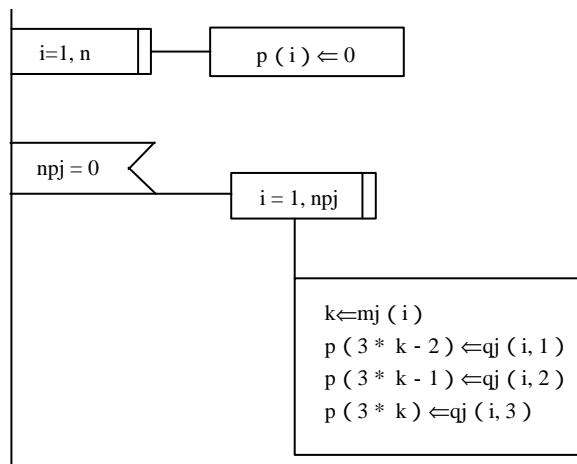 i=1, n
p ( i ) ⇐ 0
npj = 0
i = 1, npj
k⇐mj ( i )
p ( 3 * k - 2 ) ⇐qj ( i, 1 )
p ( 3 * k - 1 ) ⇐qj ( i, 2 )
p ( 3 * k ) ⇐qj ( i, 3 )